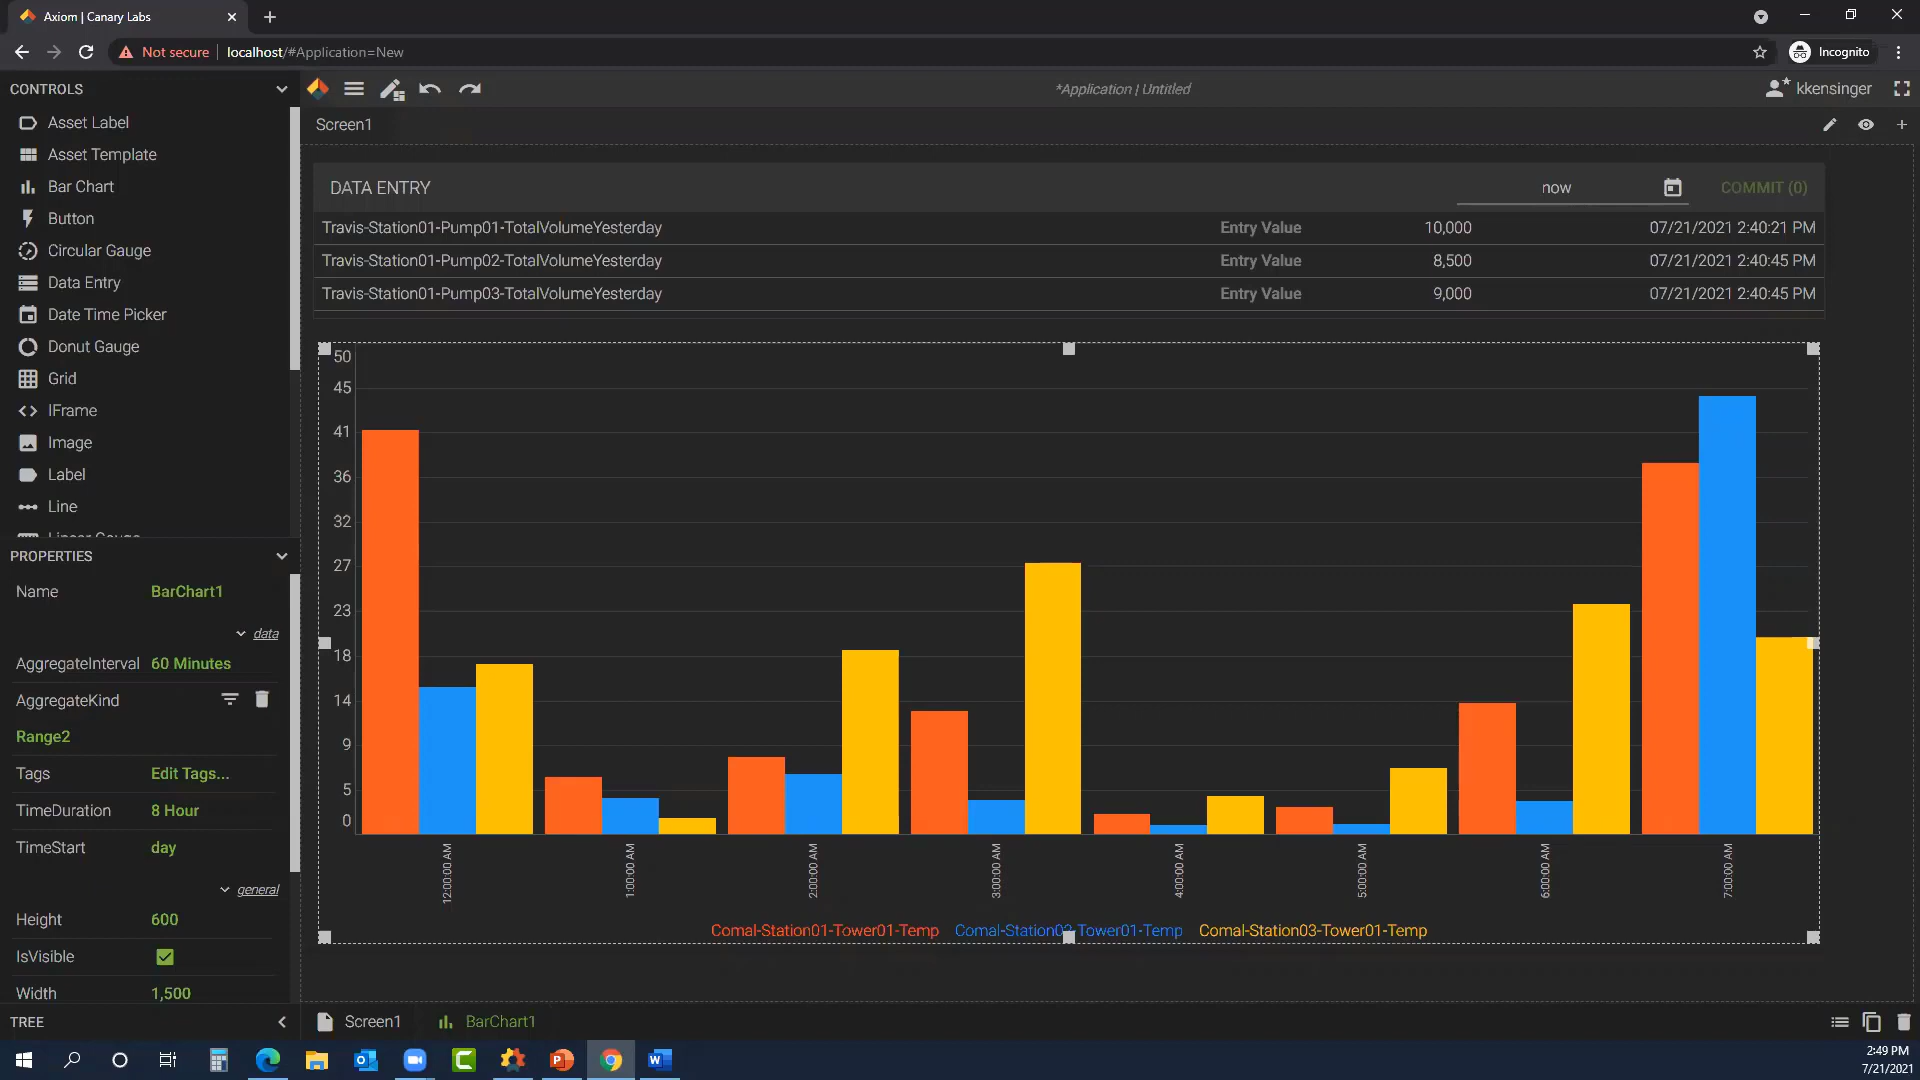 Axiom | Canary Labs
Not secure
localhost/#Application=New
Incognito
CONTROLS
*Application | Untitled
kkensinger
Asset Label
Asset Template
Bar Chart
Button
Circular Gauge
Data Entry
Date Time Picker
Donut Gauge
Grid
IFrame
Image
Label
Line
Linear Gauge
PROPERTIES
Name BarChart1
data
AggregateInterval 60 Minutes
AggregateKind
Range2
Tags Edit Tags...
TimeDuration 8 Hour
TimeStart day
general
Height 600
IsVisible
Width 1,500
TREE
Screen1
DATA ENTRY now COMMIT (0)
Travis-Station01-Pump01-TotalVolumeYesterday Entry Value 10,000 07/21/2021 2:40:21 PM
Travis-Station01-Pump02-TotalVolumeYesterday Entry Value 8,500 07/21/2021 2:40:45 PM
Travis-Station01-Pump03-TotalVolumeYesterday Entry Value 9,000 07/21/2021 2:40:45 PM
50
45
41
36
32
27
23
18
14
9
5
0
12:00:00 AM
1:00:00 AM
2:00:00 AM
3:00:00 AM
4:00:00 AM
5:00:00 AM
6:00:00 AM
7:00:00 AM
Comal-Station01-Tower01-Temp Comal-Station02-Tower01-Temp Comal-Station03-Tower01-Temp
Screen1 BarChart1
2:49 PM
7/21/2021